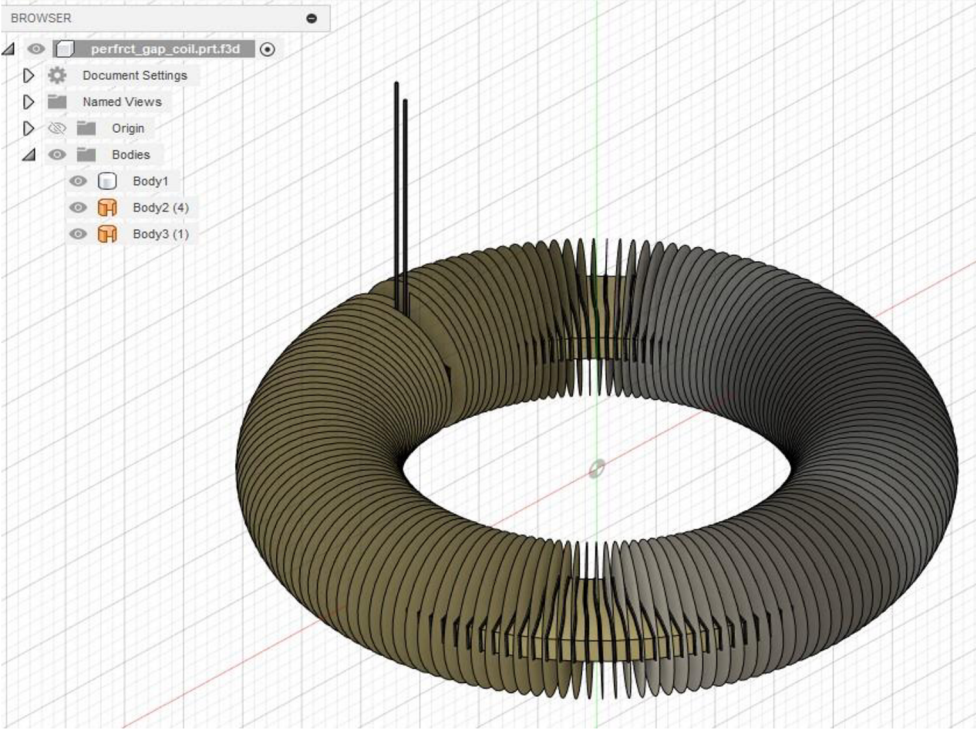 BROWSER
perfrct_gap_coil.prt.f3d
Document Settings
Named Views
Origin
Bodies
Body1
Body2 (4)
Body3 (1)